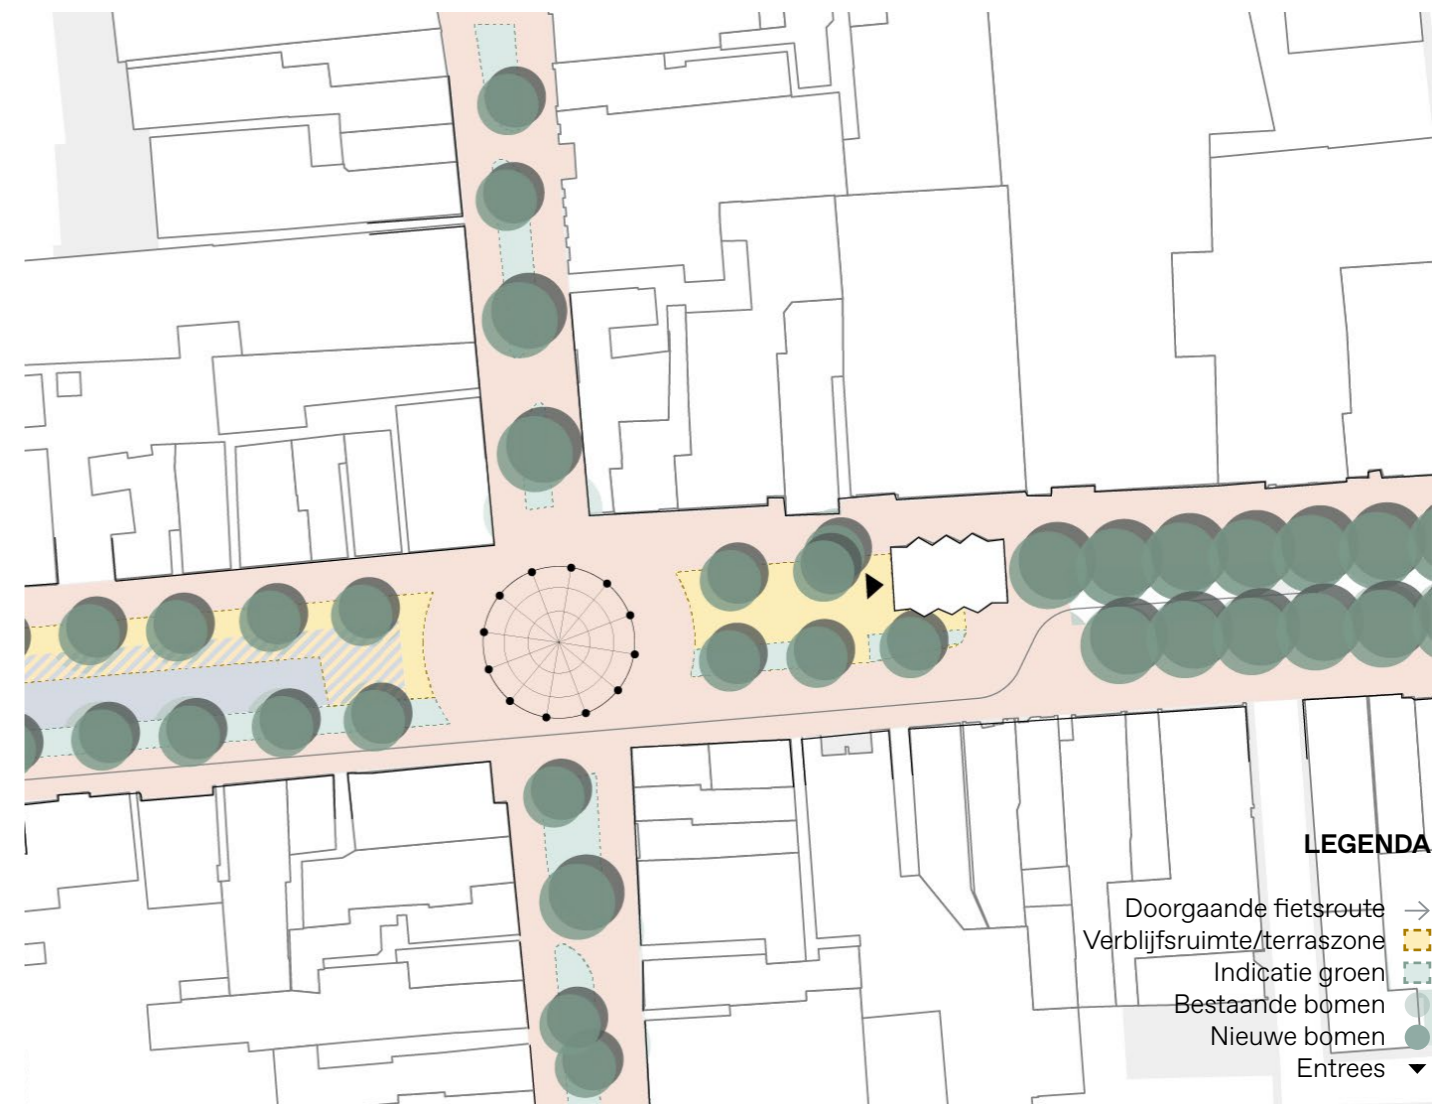 LEGENDA
Doorgaande fietsroute
Verblijfsruimte/terraszone
Indicatie groen
Bestaande bomen
Nieuwe bomen
Entrees